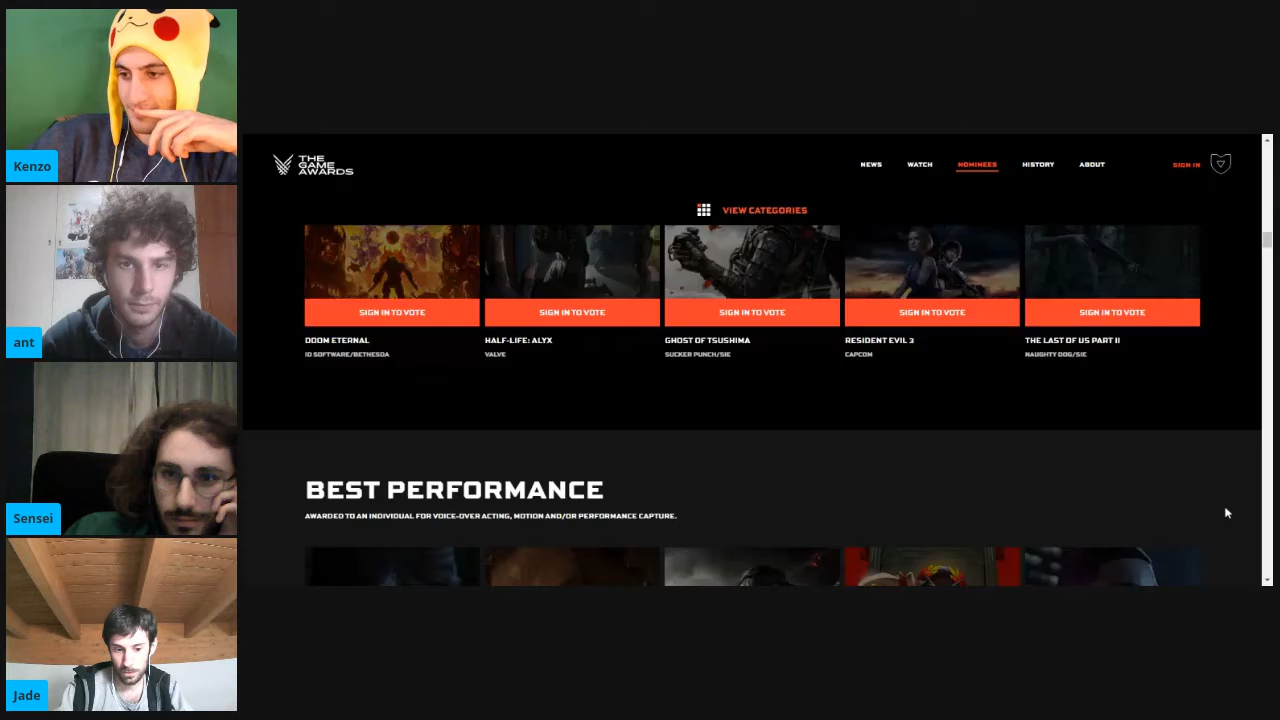 Kenzo
ant
Sensei
Jade
THE GAME AWARDS
NEWS WATCH NOMINEES HISTORY ABOUT SIGN IN
VIEW CATEGORIES
SIGN IN TO VOTE SIGN IN TO VOTE SIGN IN TO VOTE SIGN IN TO VOTE SIGN IN TO VOTE
DOOM ETERNAL HALF-LIFE: ALYX GHOST OF TSUSHIMA RESIDENT EVIL 3 THE LAST OF US PART II
ID SOFTWARE/BETHESDA VALVE SUCKER PUNCH/SIE CAPCOM NAUGHTY DOG/SIE
BEST PERFORMANCE
AWARDED TO AN INDIVIDUAL FOR VOICE-OVER ACTING, MOTION AND/OR PERFORMANCE CAPTURE.